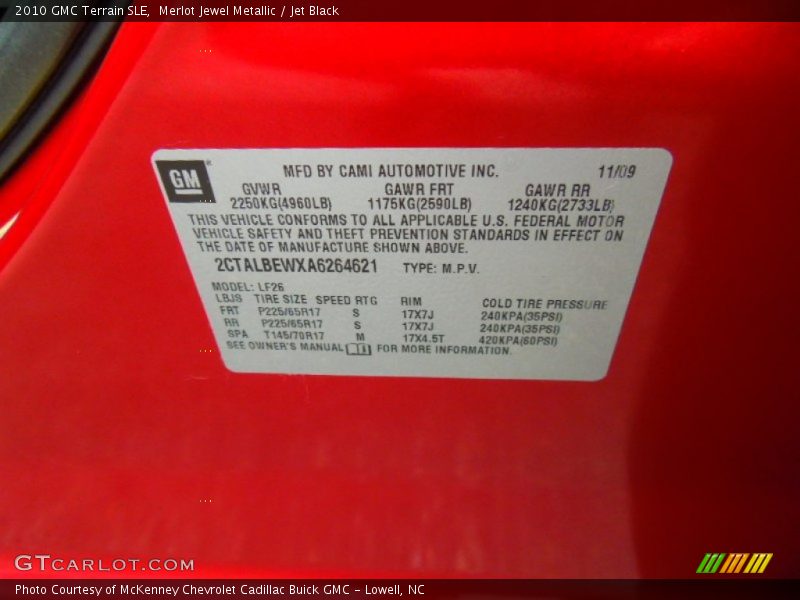 2010 GMC Terrain SLE,  Merlot Jewel Metallic / Jet Black
GM
MFD BY CAMI AUTOMOTIVE INC. 11/09
GVWR GAWR FRT GAWR RR
2250KG(4960LB) 1175KG(2590LB) 1240KG(2733LB)
THIS VEHICLE CONFORMS TO ALL APPLICABLE U.S. FEDERAL MOTOR
VEHICLE SAFETY AND THEFT PREVENTION STANDARDS IN EFFECT ON
THE DATE OF MANUFACTURE SHOWN ABOVE.
2CTALBEWXA6264621 TYPE: M.P.V.
MODEL: LF26
LBJS TIRE SIZE SPEED RTG RIM COLD TIRE PRESSURE
FRT P225/65R17 S 17X7J 240KPA(35PSI)
RR P225/65R17 S 17X7J 240KPA(35PSI)
SPA T145/70R17 M 17X4.5T 420KPA(60PSI)
SEE OWNER'S MANUAL FOR MORE INFORMATION.
GTCARLOT.COM
Photo Courtesy of McKenney Chevrolet Cadillac Buick GMC - Lowell, NC